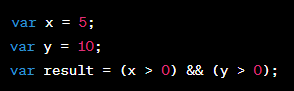 var x = 5;
var y = 10;
var result = (x > 0) && (y > 0);